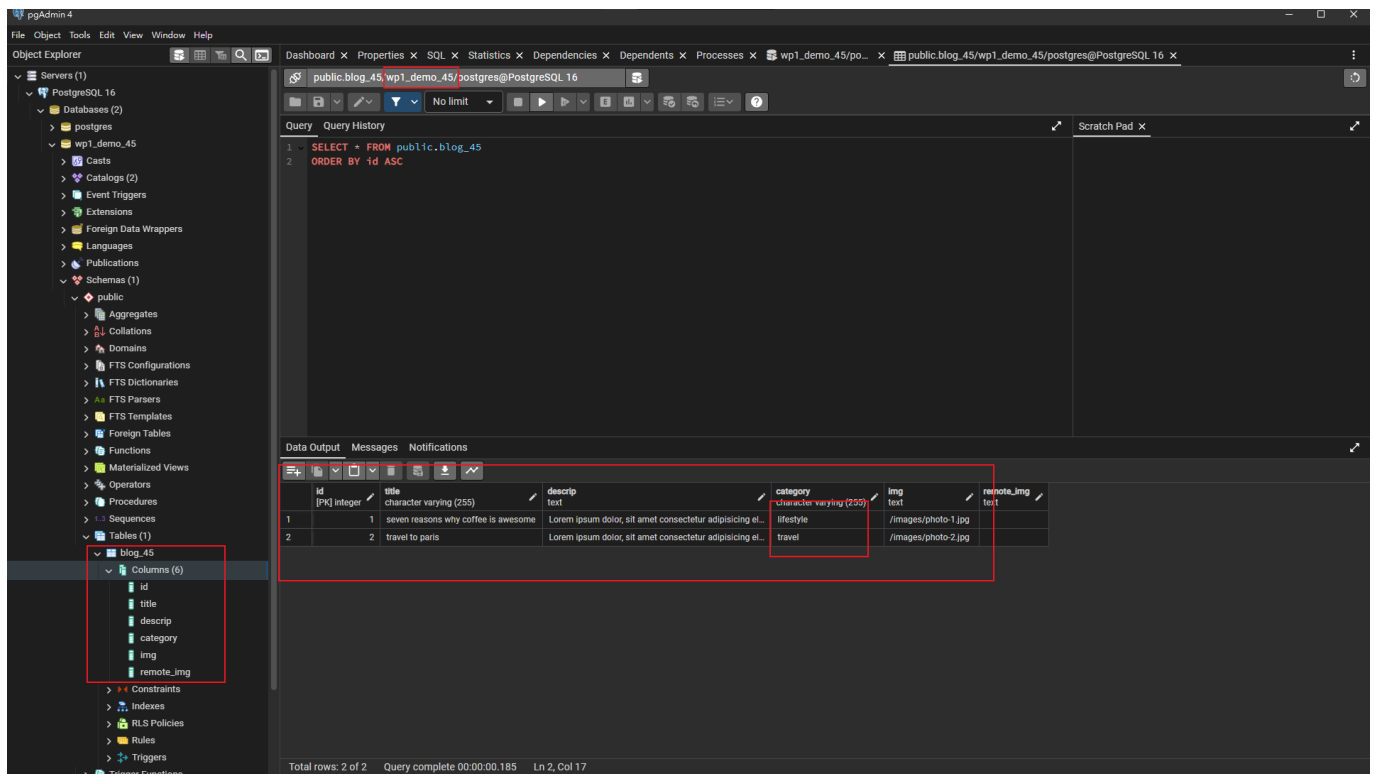 pgAdmin 4
File Object Tools Edit View Window Help
Object Explorer
Dashboard Properties SQL Statistics Dependencies Dependents Processes wp1_demo_45/po... public.blog_45/wp1_demo_45/postgres@PostgreSQL 16
Servers (1)
PostgreSQL 16
Databases (2)
postgres
wp1_demo_45
Casts
Catalogs (2)
Event Triggers
Extensions
Foreign Data Wrappers
Languages
Publications
Schemas (1)
public
Aggregates
Collations
Domains
FTS Configurations
FTS Dictionaries
FTS Parsers
FTS Templates
Foreign Tables
Functions
Materialized Views
Operators
Procedures
Sequences
Tables (1)
blog_45
Columns (6)
id
title
descrip
category
img
remote_img
Constraints
Indexes
RLS Policies
Rules
Triggers
Trigger Functions
public.blog_45/wp1_demo_45/postgres@PostgreSQL 16
No limit
Query Query History
Scratch Pad
1 SELECT * FROM public.blog_45
2 ORDER BY id ASC
Data Output Messages Notifications
id title descrip category img remote_img
[PK] integer character varying (255) text character varying (255) text text
1 1 seven reasons why coffee is awesome Lorem ipsum dolor, sit amet consectetur adipisicing el... lifestyle /images/photo-1.jpg
2 2 travel to paris Lorem ipsum dolor, sit amet consectetur adipisicing el... travel /images/photo-2.jpg
Total rows: 2 of 2 Query complete 00:00:00.185 Ln 2, Col 17